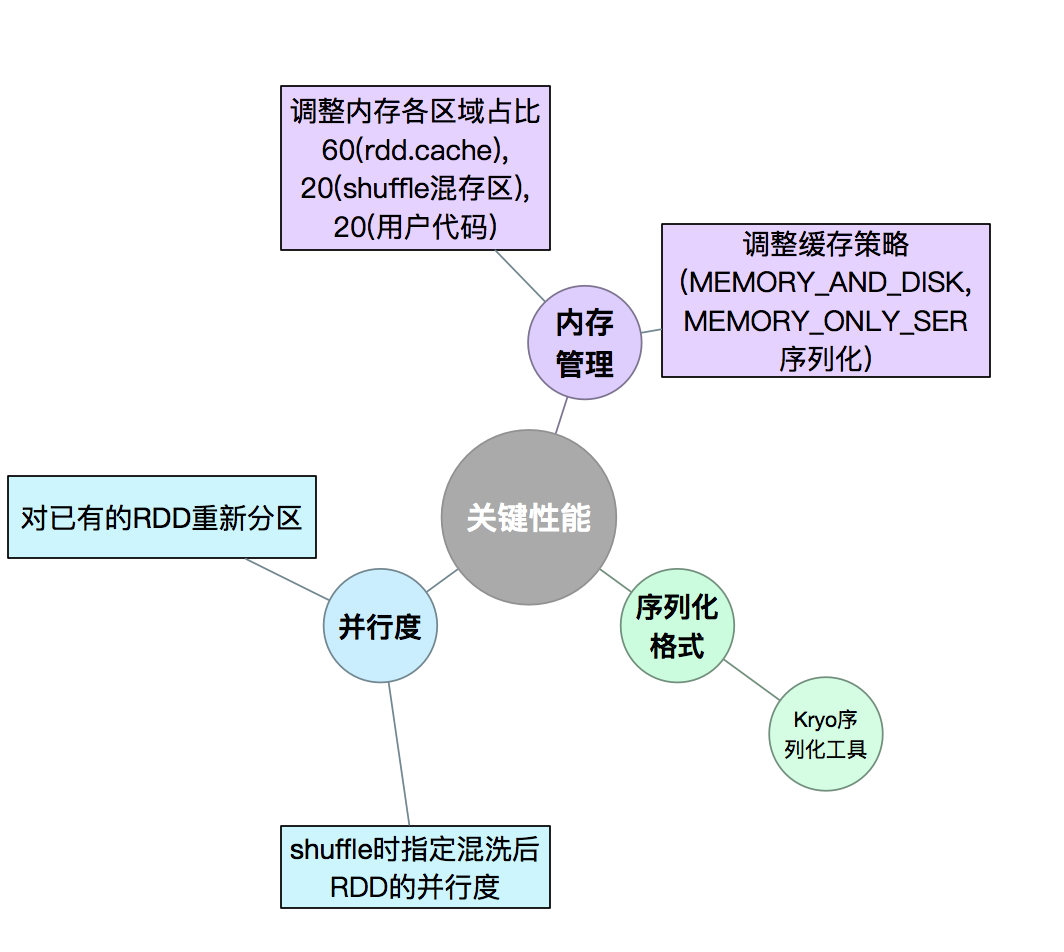 调整内存各区域占比
60(rdd.cache),
20(shuffle混存区),
20(用户代码)
调整缓存策略
(MEMORY_AND_DISK,
MEMORY_ONLY_SER
序列化)
内存
管理
关键性能
对已有的RDD重新分区
并行度
序列化
格式
Kryo序
列化工具
shuffle时指定混洗后
RDD的并行度